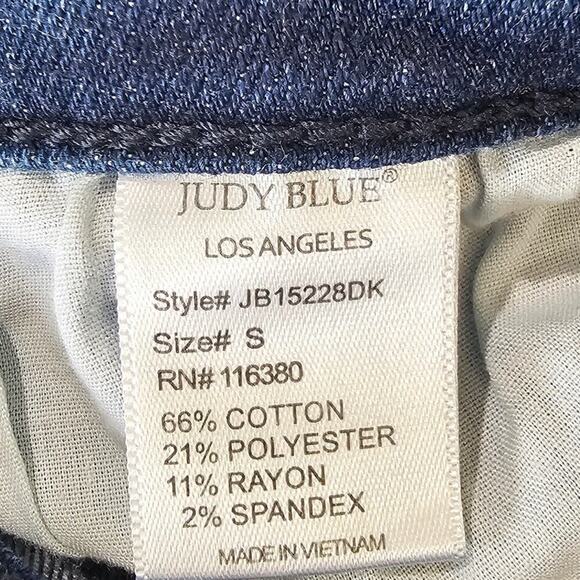 JUDY BLUE®
LOS ANGELES
Style# JB15228DK
Size# S
RN# 116380
66% COTTON
21% POLYESTER
11% RAYON
2% SPANDEX
MADE IN VIETNAM